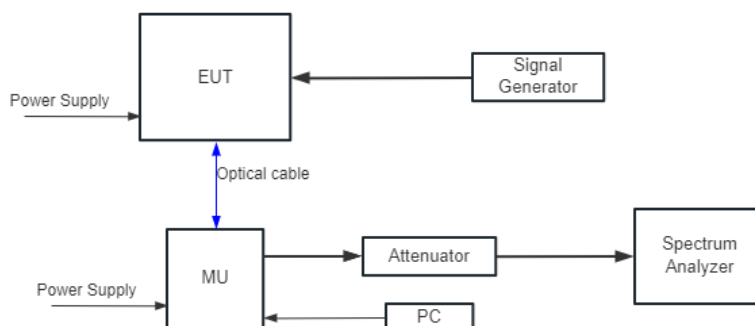 EUT
Signal
Generator
Power Supply
Optical cable
Attenuator
Spectrum
Analyzer
MU
Power Supply
PC